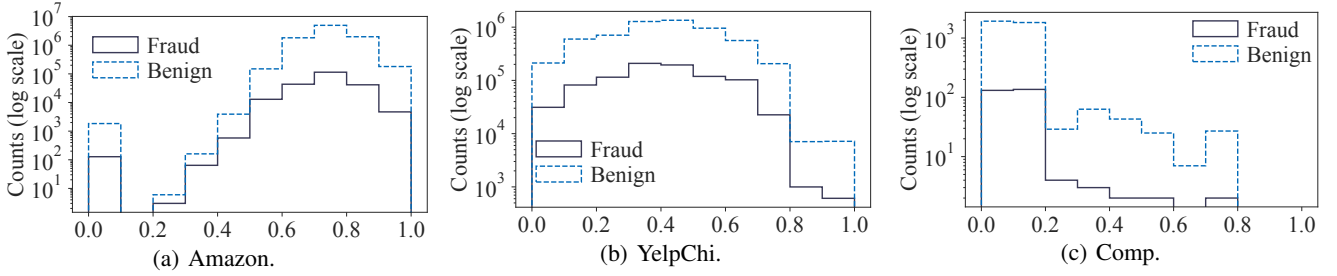 Counts (log scale)
10^7
10^6
10^5
10^4
10^3
10^2
10^1
Fraud
Benign
0.0 0.2 0.4 0.6 0.8 1.0
(a) Amazon.
Counts (log scale)
10^6
10^5
10^4
10^3
Fraud
Benign
0.0 0.2 0.4 0.6 0.8 1.0
(b) YelpChi.
Counts (log scale)
10^3
10^2
10^1
Fraud
Benign
0.0 0.2 0.4 0.6 0.8 1.0
(c) Comp.